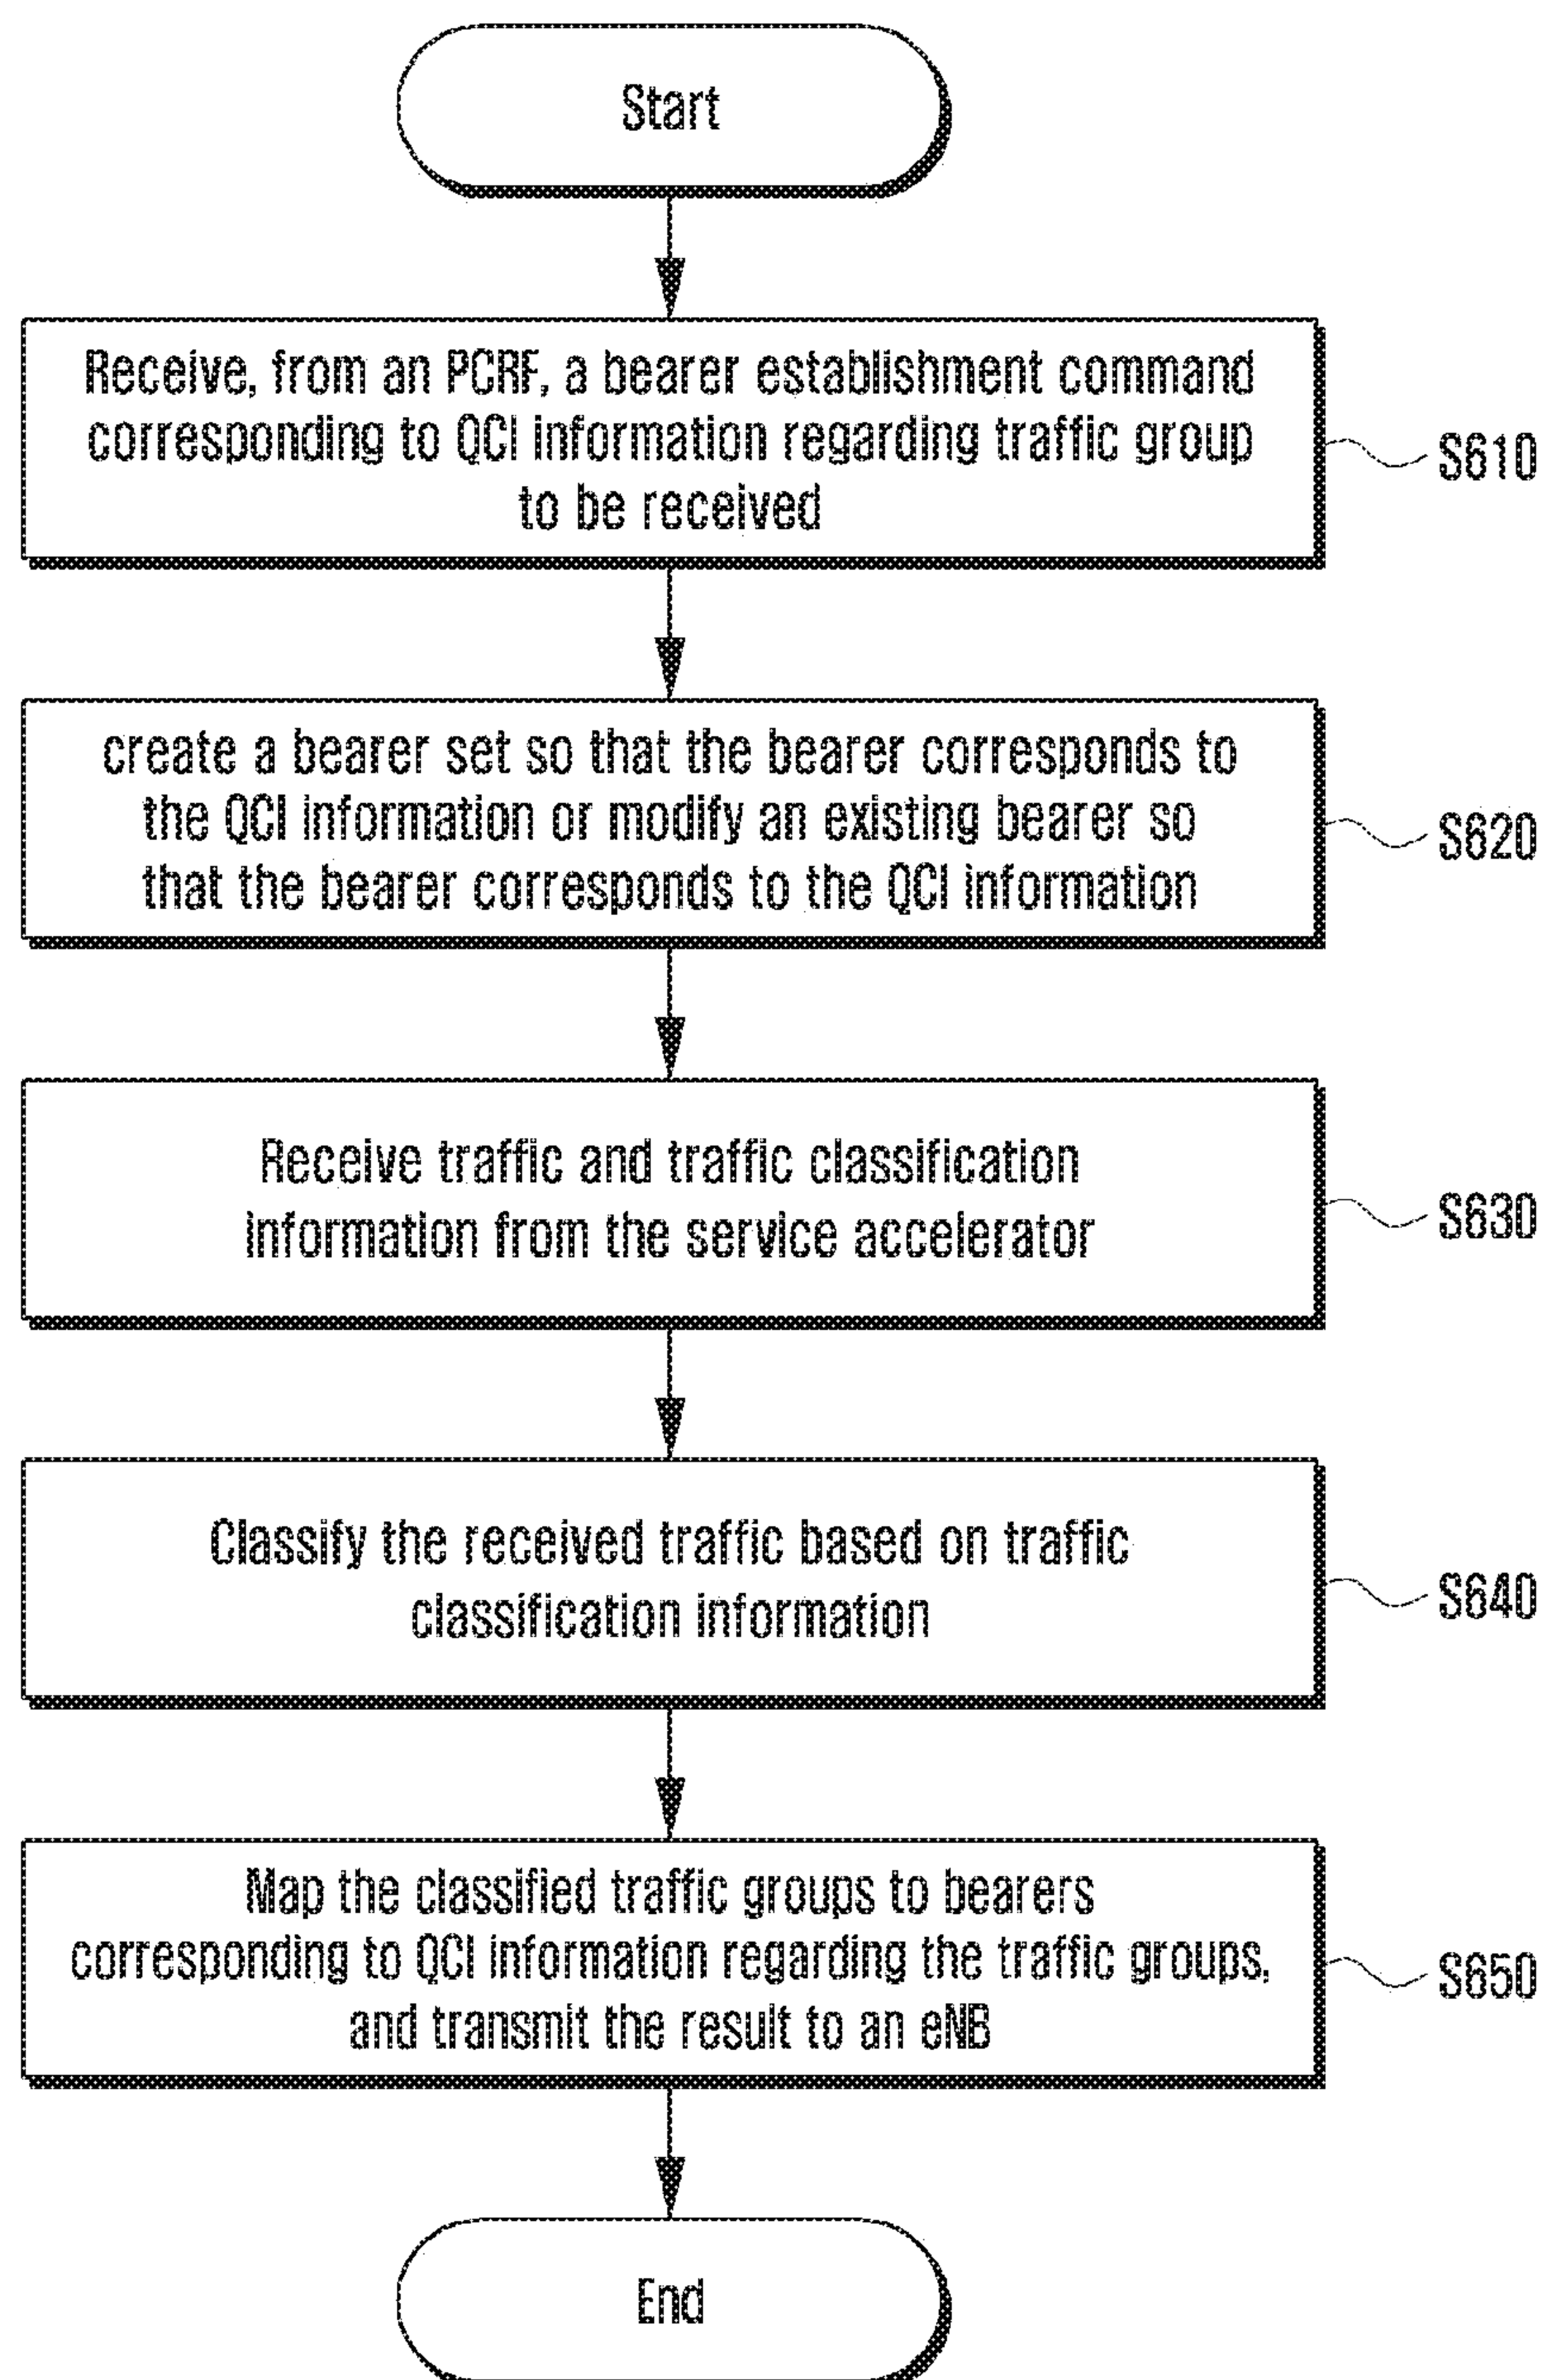 Start
Receive, from an PCRF, a bearer establishment command
corresponding to QCI information regarding traffic group
to be received
S610
create a bearer set so that the bearer corresponds to
the QCI information or modify an existing bearer so
that the bearer corresponds to the QCI information
S620
Receive traffic and traffic classification
information from the service accelerator
S630
Classify the received traffic based on traffic
classification information
S640
Map the classified traffic groups to bearers
corresponding to QCI information regarding the traffic groups,
and transmit the result to an eNB
S650
End